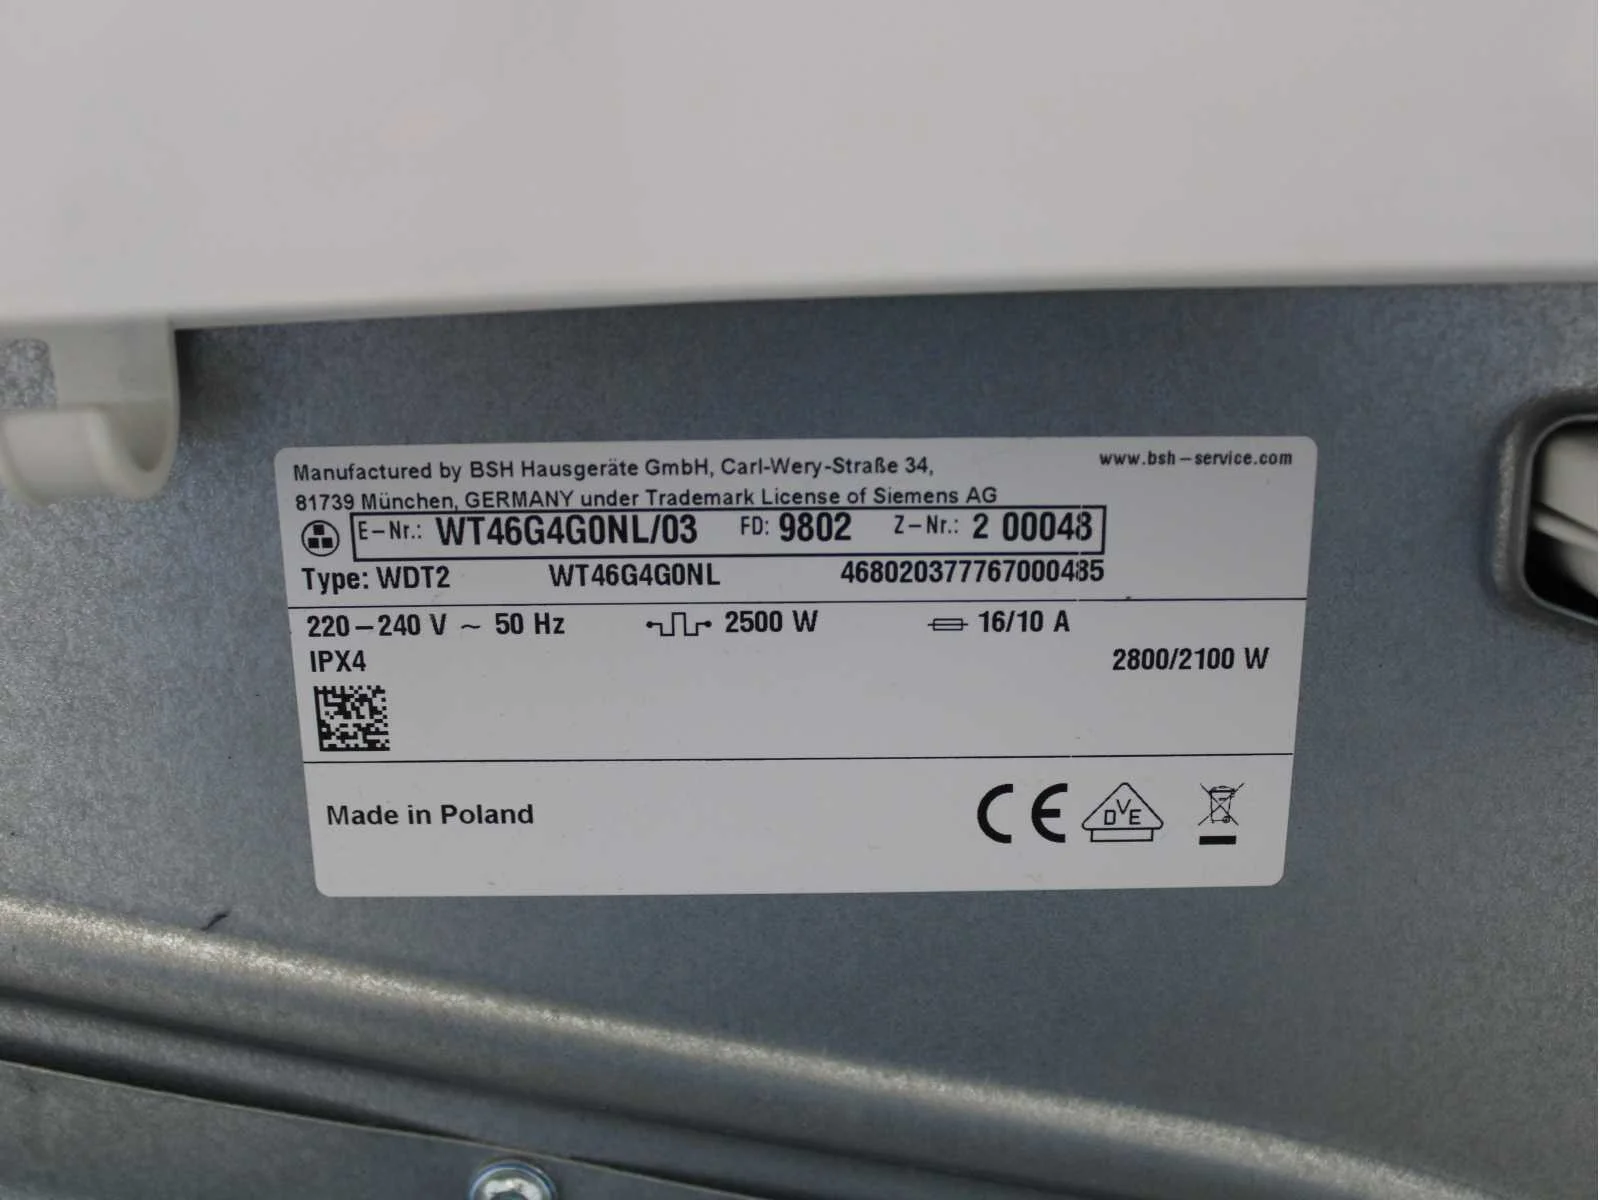 Manufactured by BSH Hausgeräte GmbH, Carl-Wery-Straße 34,
www.bsh-service.com
81739 München, GERMANY under Trademark License of Siemens AG
E-Nr.: WT46G4G0NL/03 FD: 9802 Z-Nr.: 2 00048
Type: WDT2 WT46G4G0NL 468020377767000485
220-240 V ~ 50 Hz 2500 W 16/10 A
IPX4 2800/2100 W
Made in Poland CE DVE